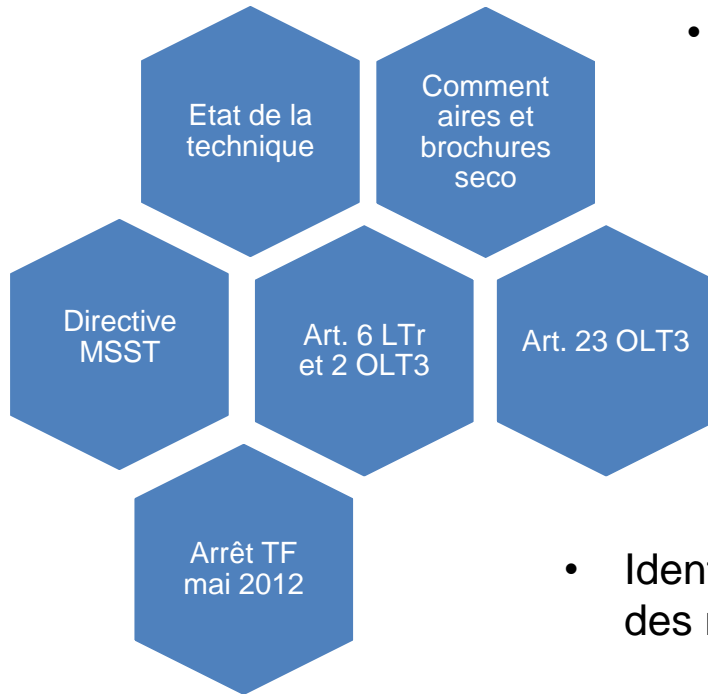 Etat de la
technique
Comment
aires et
brochures
seco
Directive
MSST
Art. 6 LTr
et 2 OLT3
Art. 23 OLT3
Arrêt TF
mai 2012
•
• Iden
des